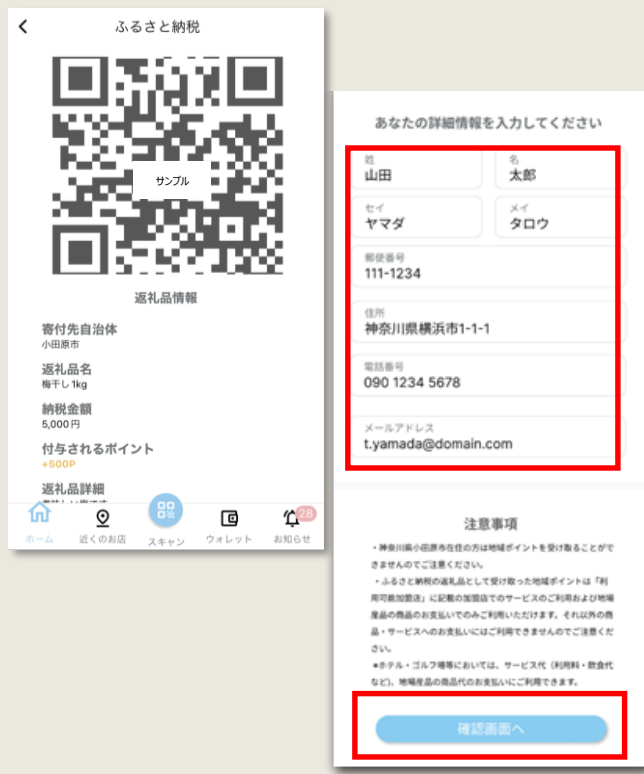 ふるさと納税
サンプル
返礼品情報
寄付先自治体
小田原市
返礼品名
梅干し1kg
納税金額
5,000円
付与されるポイント
+500P
返礼品詳細
28
ホーム
近くのお店
スキャン
ウォレット
お知らせ
あなたの詳細情報を入力してください
姓
山田
名
太郎
セイ
ヤマダ
メイ
タロウ
郵便番号
111-1234
住所
神奈川県横浜市1-1-1
電話番号
090 1234 5678
メールアドレス
t.yamada@domain.com
注意事項
・神奈川県小田原市在住の方は地域ポイントを受け取ることがで
きませんのでご注意ください。
・ふるさと納税の返礼品として受け取った地域ポイントは「利
用可能加盟店」に記載の加盟店でのサービスのご利用および地場
産品の商品のお支払いでのみご利用いただけます。それ以外の商
品・サービスへのお支払いにはご利用できませんのでご注意くだ
さい。
*ホテル・ゴルフ場等においては、サービス代（利用料・飲食代
など）、地場産品の商品代のお支払いにご利用できます。
確認画面へ